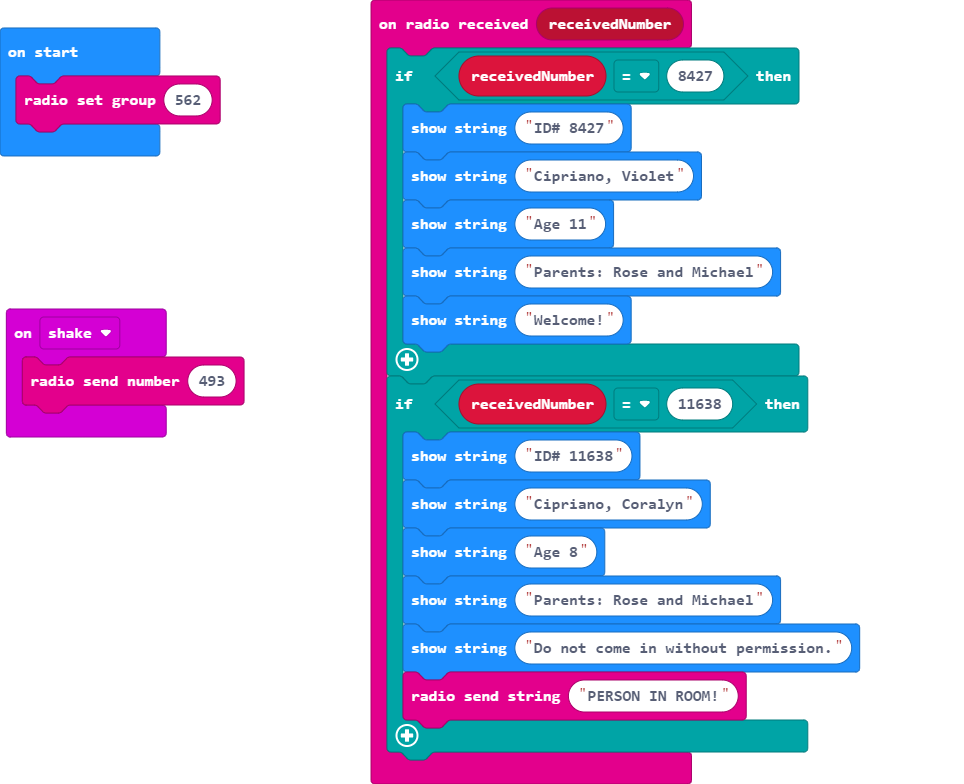 on start
radio set group 562
on shake
radio send number 493
on radio received receivedNumber
if receivedNumber = 8427 then
show string "ID# 8427"
show string "Cipriano, Violet"
show string "Age 11"
show string "Parents: Rose and Michael"
show string "Welcome!"
if receivedNumber = 11638 then
show string "ID# 11638"
show string "Cipriano, Coralyn"
show string "Age 8"
show string "Parents: Rose and Michael"
show string "Do not come in without permission."
radio send string "PERSON IN ROOM!"